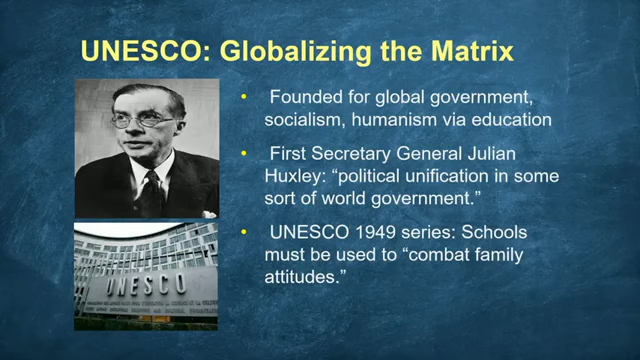 UNESCO: Globalizing the Matrix
• Founded for global government,
socialism, humanism via education
• First Secretary General Julian
Huxley: “political unification in some
sort of world government.”
• UNESCO 1949 series: Schools
must be used to “combat family
attitudes.”
UNESCO